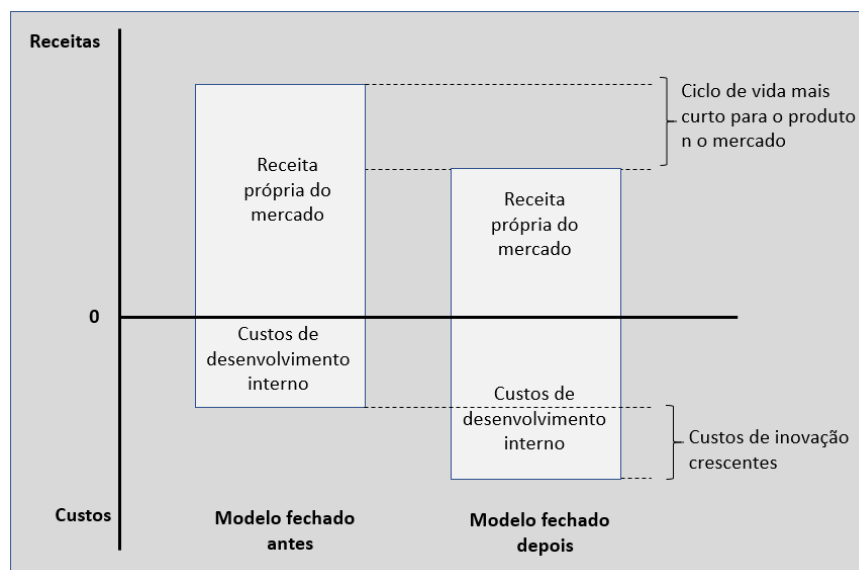 Receitas
Ciclo de vida mais
curto para o produto
n o mercado
Receita
própria do
mercado
Receita
própria do
mercado
0
Custos de
desenvolvimento
interno
Custos de
desenvolvimento
interno
Custos de inovação
crescentes
Custos
Modelo fechado
antes
Modelo fechado
depois